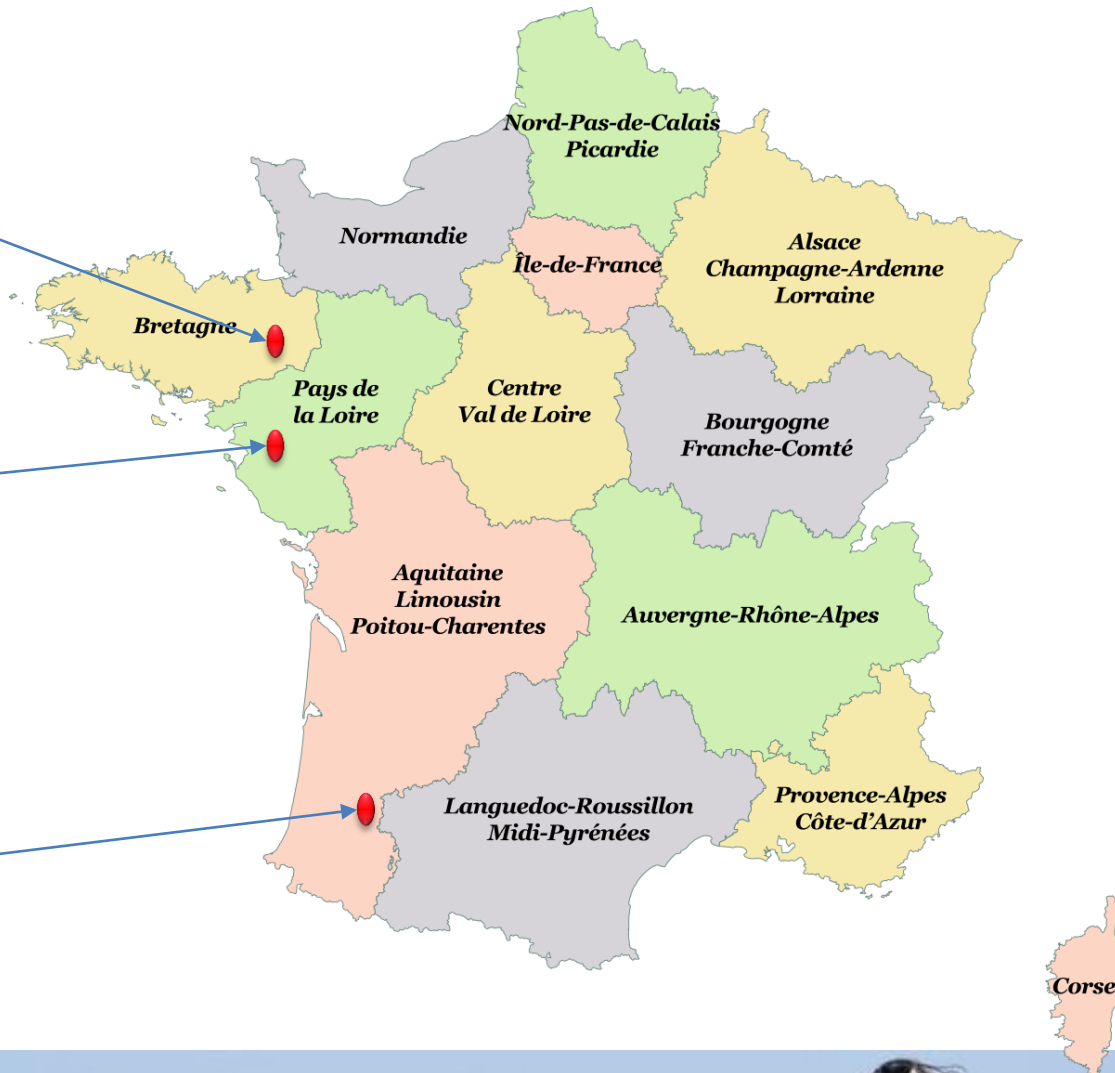 Nord-Pas-de-Calais
Picardie
Normandie
Île-de-France
Alsace
Champagne-Ardenne
Lorraine
Bretagne
Pays de
la Loire
Centre
Val de Loire
Bourgogne
Franche-Comté
Aquitaine
Limousin
Poitou-Charentes
Auvergne-Rhône-Alpes
Languedoc-Roussillon
Midi-Pyrénées
Provence-Alpes
Côte-d'Azur
Corse